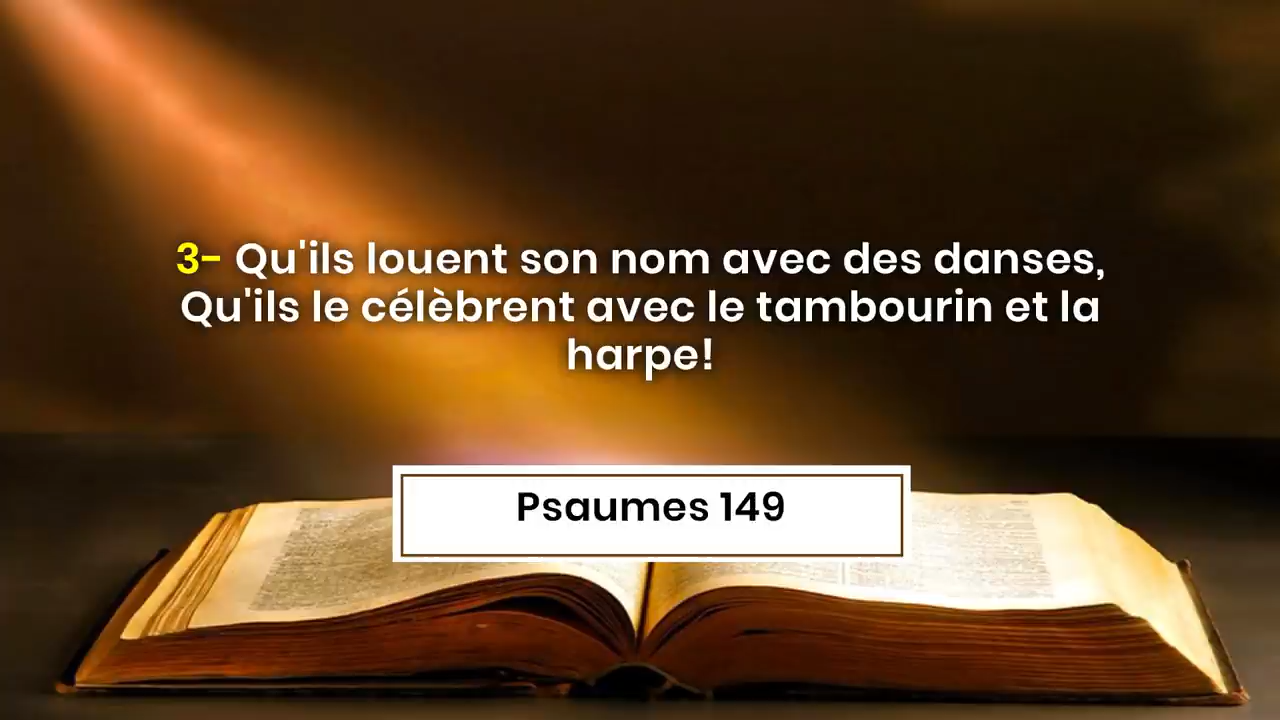 3- Qu'ils louent son nom avec des danses,
Qu'ils le célèbrent avec le tambourin et la
harpe!
Psaumes 149